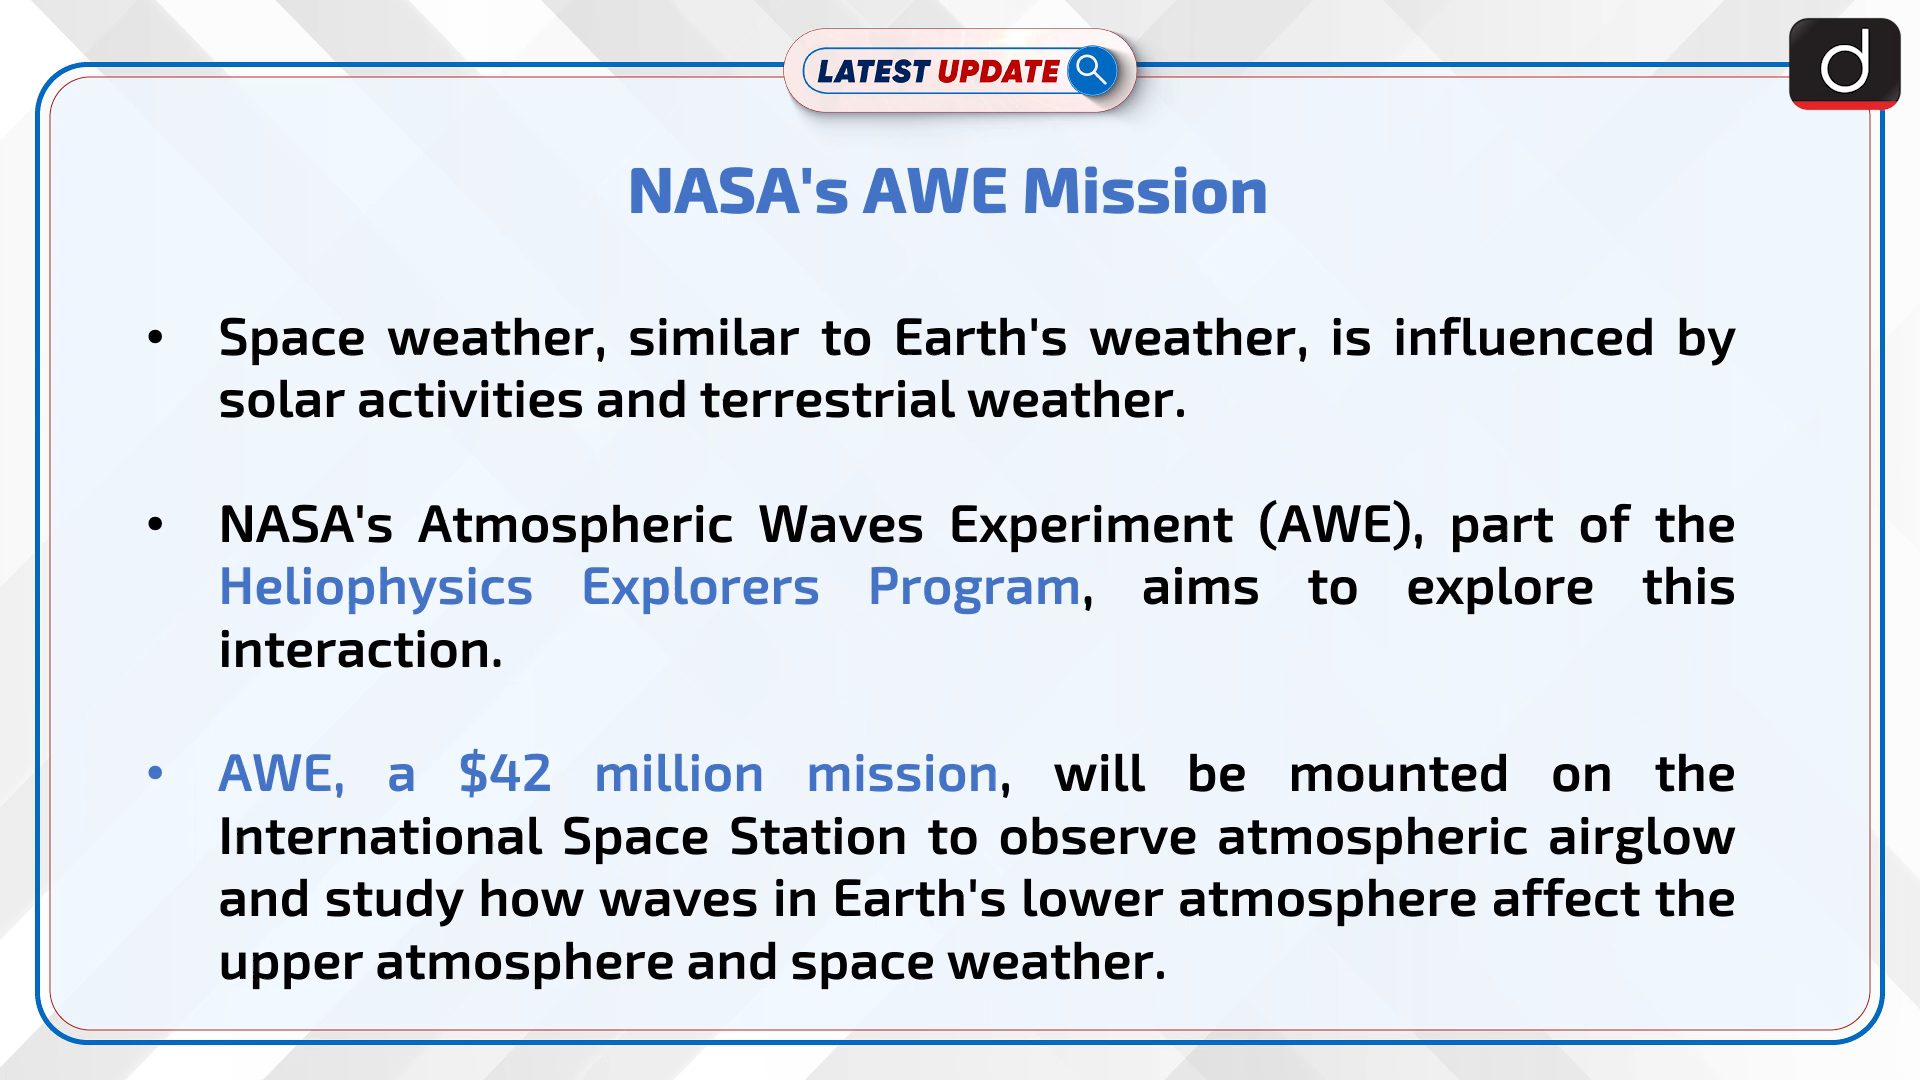 LATEST UPDATE
d
NASA's AWE Mission
• Space weather, similar to Earth's weather, is influenced by
solar activities and terrestrial weather.
• NASA's Atmospheric Waves Experiment (AWE), part of the
Heliophysics Explorers Program, aims to explore this
interaction.
• AWE, a $42 million mission, will be mounted on the
International Space Station to observe atmospheric airglow
and study how waves in Earth's lower atmosphere affect the
upper atmosphere and space weather.